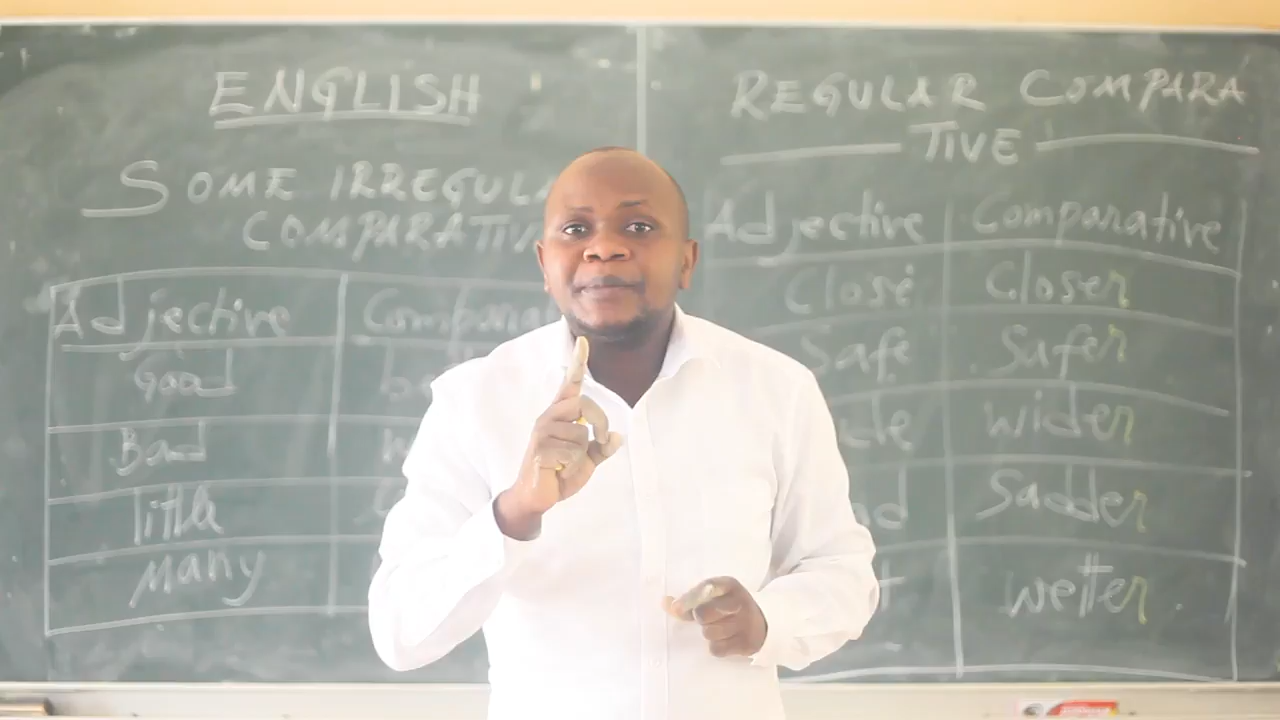 ENGLISH
SOME IRREGULA
COMPARATIV
Adjective Compara
Good
Bad
little
Many
REGULAR COMPARA
TIVE
Adjective Comparative
Close Closer
Safe Safer
wider
Sadder
wetter